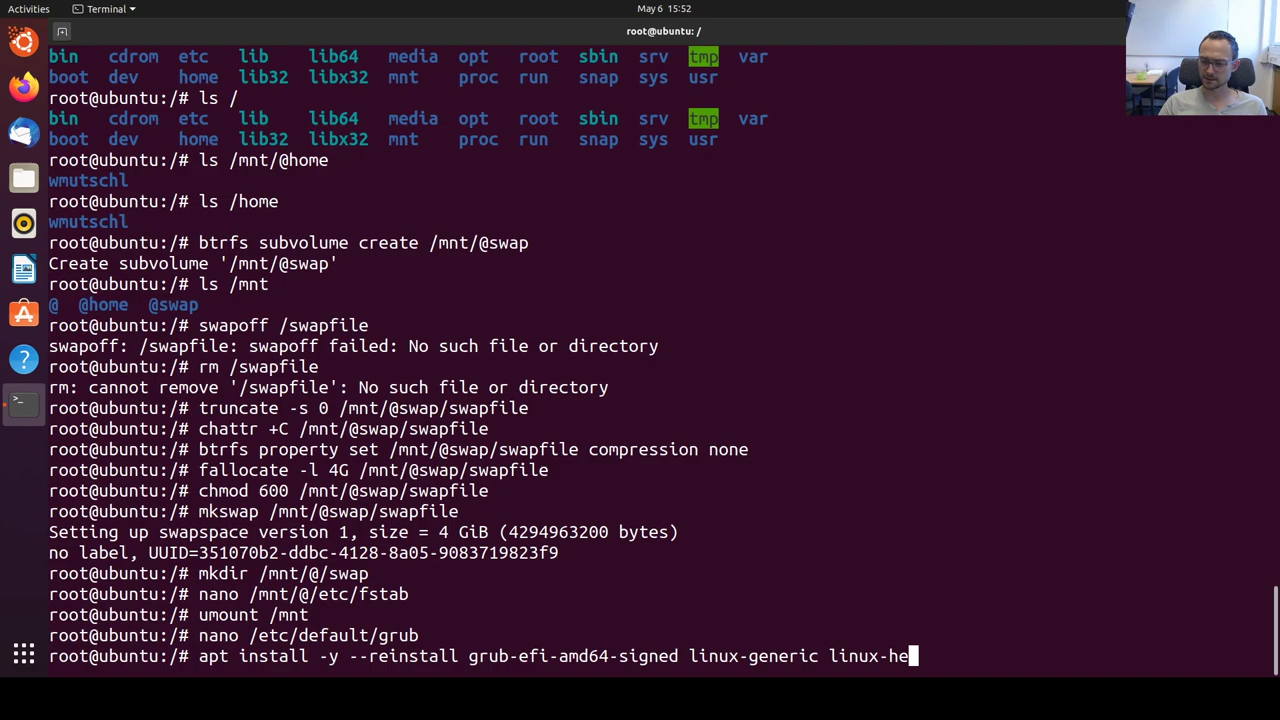 Activities
Terminal
May 6 15:52
root@ubuntu: /
bin cdrom etc lib lib64 media opt root sbin srv tmp var
boot dev home lib32 libx32 mnt proc run snap sys usr
root@ubuntu:/# ls /
bin cdrom etc lib lib64 media opt root sbin srv tmp var
boot dev home lib32 libx32 mnt proc run snap sys usr
root@ubuntu:/# ls /mnt/@home
wmutschl
root@ubuntu:/# ls /home
wmutschl
root@ubuntu:/# btrfs subvolume create /mnt/@swap
Create subvolume '/mnt/@swap'
root@ubuntu:/# ls /mnt
@ @home @swap
root@ubuntu:/# swapoff /swapfile
swapoff: /swapfile: swapoff failed: No such file or directory
root@ubuntu:/# rm /swapfile
rm: cannot remove '/swapfile': No such file or directory
root@ubuntu:/# truncate -s 0 /mnt/@swap/swapfile
root@ubuntu:/# chattr +C /mnt/@swap/swapfile
root@ubuntu:/# btrfs property set /mnt/@swap/swapfile compression none
root@ubuntu:/# fallocate -l 4G /mnt/@swap/swapfile
root@ubuntu:/# chmod 600 /mnt/@swap/swapfile
root@ubuntu:/# mkswap /mnt/@swap/swapfile
Setting up swapspace version 1, size = 4 GiB (4294963200 bytes)
no label, UUID=351070b2-ddbc-4128-8a05-9083719823f9
root@ubuntu:/# mkdir /mnt/@/swap
root@ubuntu:/# nano /mnt/@/etc/fstab
root@ubuntu:/# umount /mnt
root@ubuntu:/# nano /etc/default/grub
root@ubuntu:/# apt install -y --reinstall grub-efi-amd64-signed linux-generic linux-he